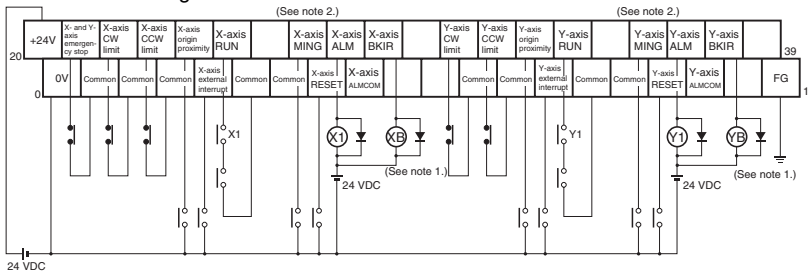 (See note 2.)
(See note 2.)
20
+24V
X- and Y-
axis
emergen-
cy stop
X-axis
CW
limit
X-axis
CCW
limit
X-axis
origin
proximity
X-axis
RUN
X-axis
MING
X-axis
ALM
X-axis
BKIR
Y-axis
CW
limit
Y-axis
CCW
limit
Y-axis
origin
proximity
Y-axis
RUN
Y-axis
MING
Y-axis
ALM
Y-axis
BKIR
39
0
0V
Common
Common
Common
X-axis
external
interrupt
Common
Common
X-axis
RESET
X-axis
ALMCOM
Common
Common
Common
Y-axis
external
interrupt
Common
Common
Y-axis
RESET
Y-axis
ALMCOM
FG
1
X1
X1
XB
Y1
Y1
YB
(See note 1.)
(See note 1.)
24 VDC
24 VDC
24 VDC